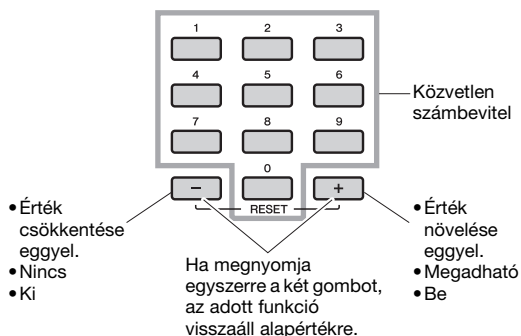 1 2 3
4 5 6
7 8 9
0
− +
RESET
Közvetlen
számbevitel
• Érték
csökkentése
eggyel.
• Nincs
• Ki
Ha megnyomja
egyszerre a két gombot,
az adott funkció
visszaáll alapértékre.
• Érték
növelése
eggyel.
• Megadható
• Be